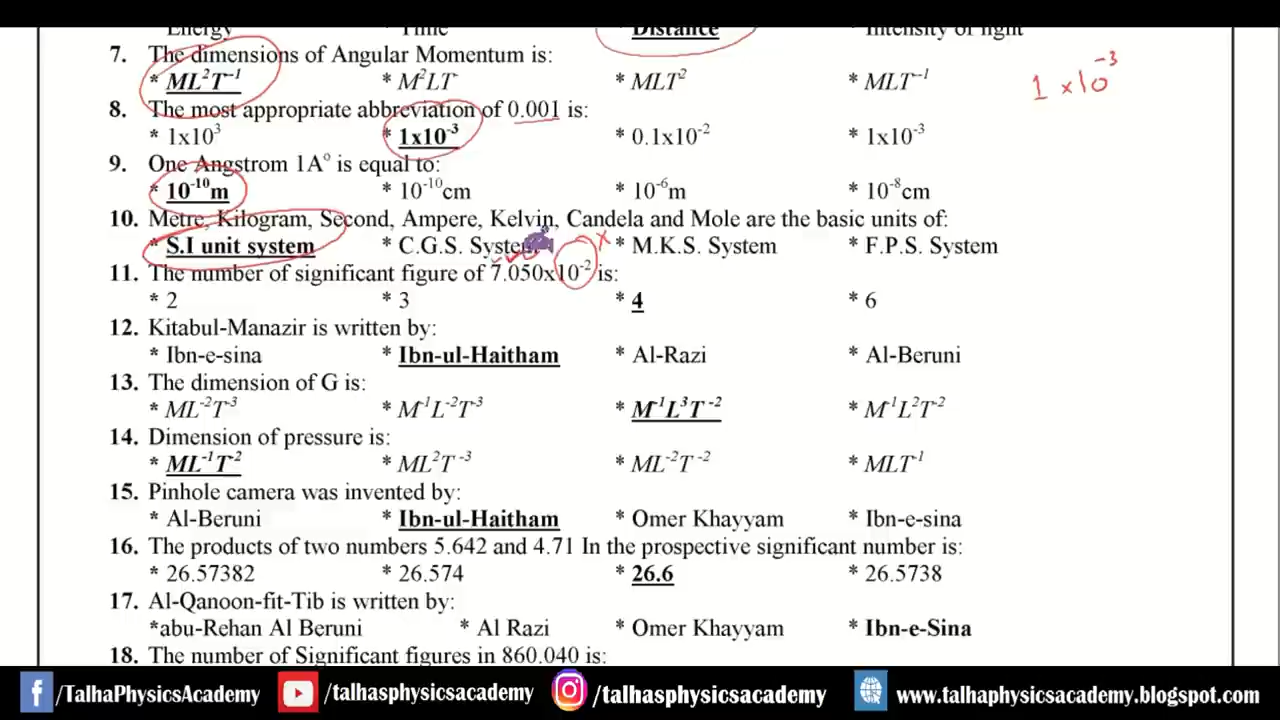 Energy * Time * Distance * Intensity of light
7. The dimensions of Angular Momentum is:
* ML²T⁻¹ * M²LT * MLT² * MLT⁻¹
1 x10⁻³
8. The most appropriate abbreviation of 0.001 is:
* 1x10³ * 1x10⁻³ * 0.1x10⁻² * 1x10⁻³
9. One Angstrom 1A° is equal to:
* 10⁻¹⁰m * 10⁻¹⁰cm * 10⁻⁶m * 10⁻⁸cm
10. Metre, Kilogram, Second, Ampere, Kelvin, Candela and Mole are the basic units of:
* S.I unit system * C.G.S. System * M.K.S. System * F.P.S. System
11. The number of significant figure of 7.050x10⁻² is:
* 2 * 3 * 4 * 6
12. Kitabul-Manazir is written by:
* Ibn-e-sina * Ibn-ul-Haitham * Al-Razi * Al-Beruni
13. The dimension of G is:
* ML⁻²T⁻³ * M⁻¹L⁻²T⁻³ * M⁻¹L³T⁻² * M⁻¹L²T⁻²
14. Dimension of pressure is:
* ML⁻¹T⁻² * ML²T⁻³ * ML⁻²T⁻² * MLT⁻¹
15. Pinhole camera was invented by:
* Al-Beruni * Ibn-ul-Haitham * Omer Khayyam * Ibn-e-sina
16. The products of two numbers 5.642 and 4.71 In the prospective significant number is:
* 26.57382 * 26.574 * 26.6 * 26.5738
17. Al-Qanoon-fit-Tib is written by:
*abu-Rehan Al Beruni * Al Razi * Omer Khayyam * Ibn-e-Sina
18. The number of Significant figures in 860.040 is:
/TalhaPhysicsAcademy /talhasphysicsacademy /talhasphysicsacademy www.talhaphysicsacademy.blogspot.com